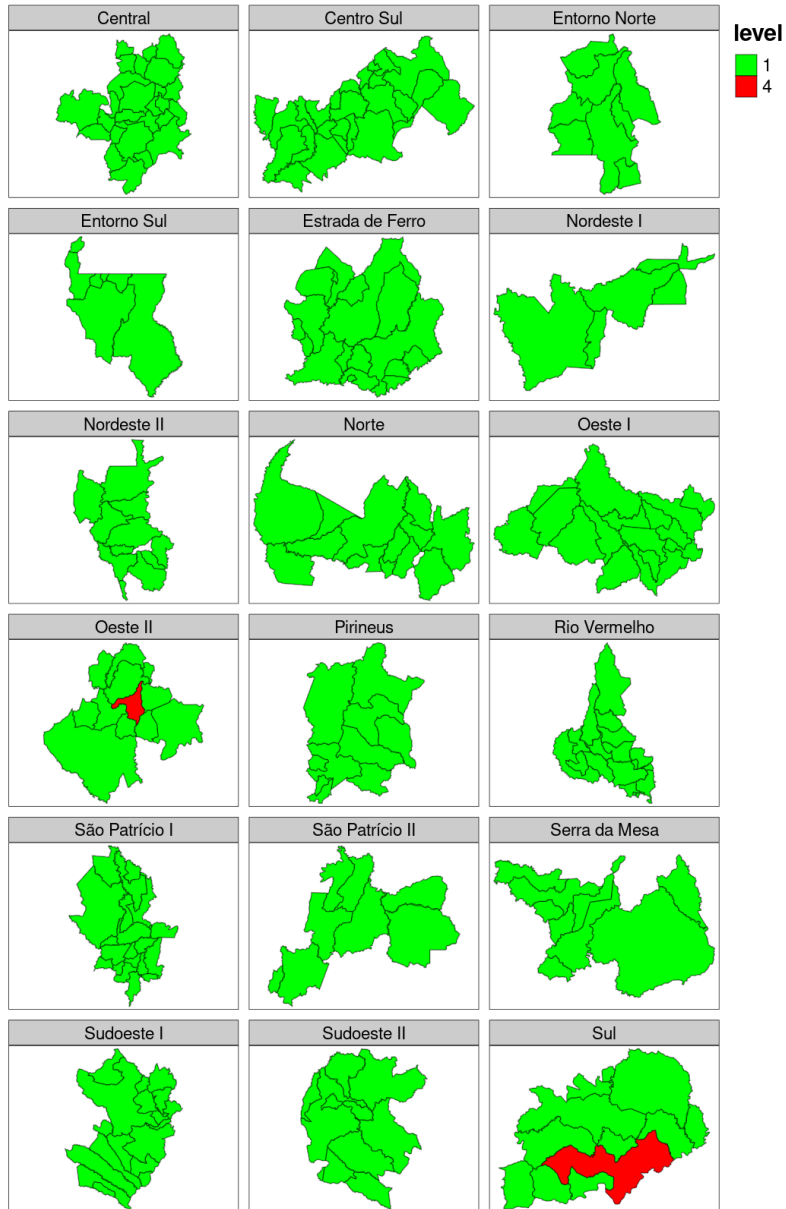 Central
Centro Sul
Entorno Norte
level
1
4
Entorno Sul
Estrada de Ferro
Nordeste I
Nordeste II
Norte
Oeste I
Oeste II
Pirineus
Rio Vermelho
São Patrício I
São Patrício II
Serra da Mesa
Sudoeste I
Sudoeste II
Sul